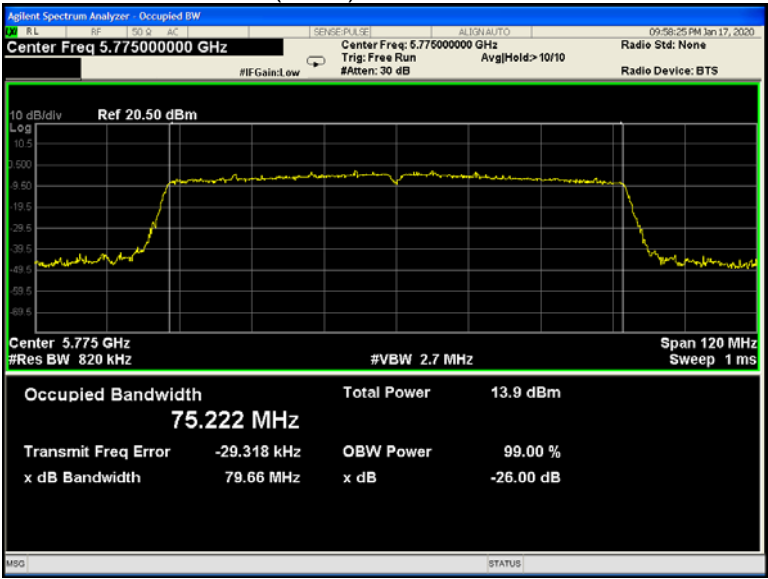 Agilent Spectrum Analyzer - Occupied BW
RL RF 50 Ω AC SENSE:PULSE ALIGN AUTO 09:58:25 PM Jan 17, 2020
Center Freq 5.775000000 GHz Center Freq: 5.775000000 GHz Radio Std: None
Trig: Free Run Avg|Hold:> 10/10
#IFGain:Low #Atten: 30 dB Radio Device: BTS
10 dB/div Ref 20.50 dBm
Log
10.5
0.500
-9.50
-19.5
-29.5
-39.5
-49.5
-59.5
-69.5
Center 5.775 GHz Span 120 MHz
#Res BW 820 kHz #VBW 2.7 MHz Sweep 1 ms
Occupied Bandwidth Total Power 13.9 dBm
75.222 MHz
Transmit Freq Error -29.318 kHz OBW Power 99.00 %
x dB Bandwidth 79.66 MHz x dB -26.00 dB
MSG STATUS